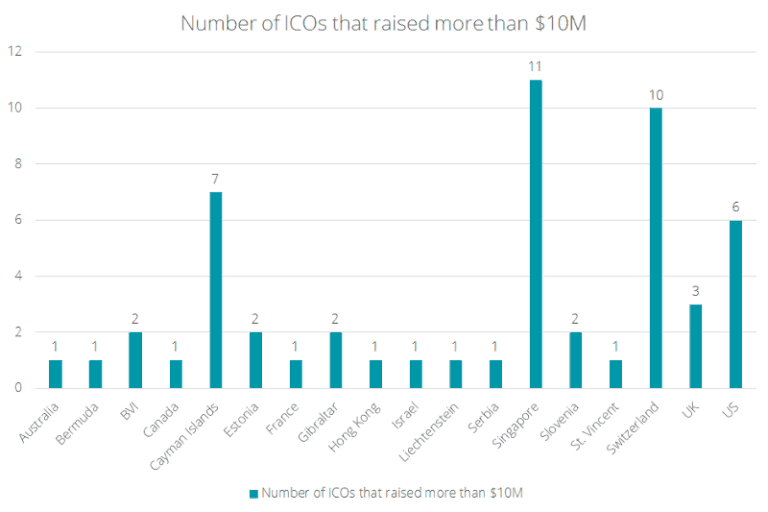 Number of ICOs that raised more than $10M
12
10
8
6
4
2
0
1
1
2
1
7
2
1
2
1
1
1
1
11
2
1
10
3
6
Australia
Bermuda
BVI
Canada
Cayman Islands
Estonia
France
Gibraltar
Hong Kong
Israel
Liechtenstein
Serbia
Singapore
Slovenia
St. Vincent
Switzerland
UK
US
Number of ICOs that raised more than $10M